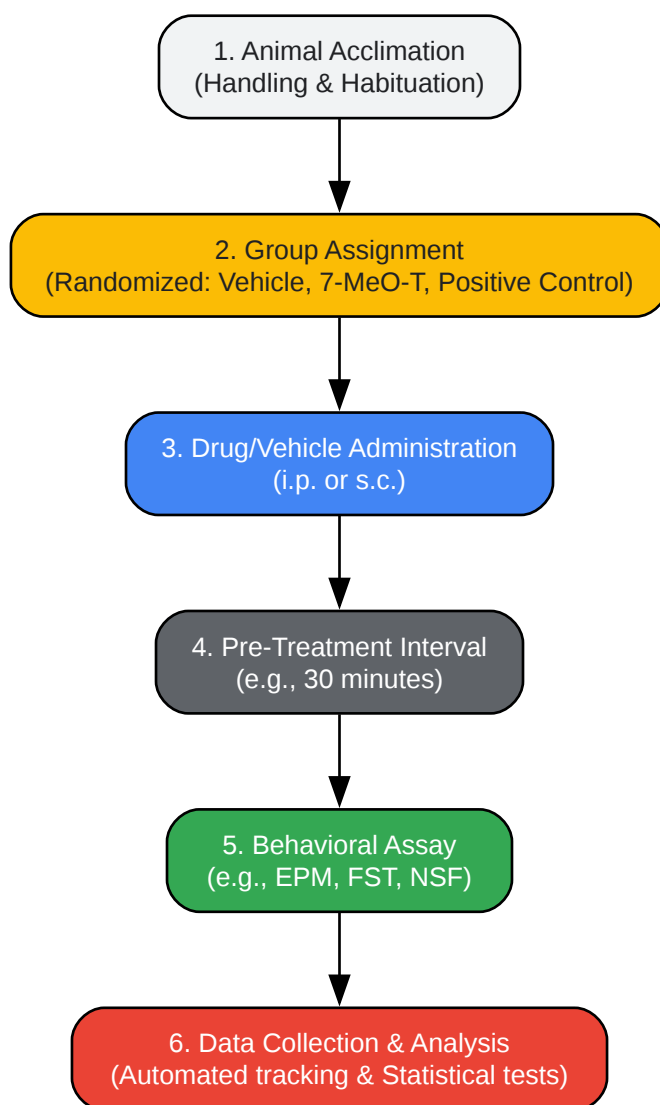 1. Animal Acclimation
(Handling & Habituation)
2. Group Assignment
(Randomized: Vehicle, 7-MeO-T, Positive Control)
3. Drug/Vehicle Administration
(i.p. or s.c.)
4. Pre-Treatment Interval
(e.g., 30 minutes)
5. Behavioral Assay
(e.g., EPM, FST, NSF)
6. Data Collection & Analysis
(Automated tracking & Statistical tests)